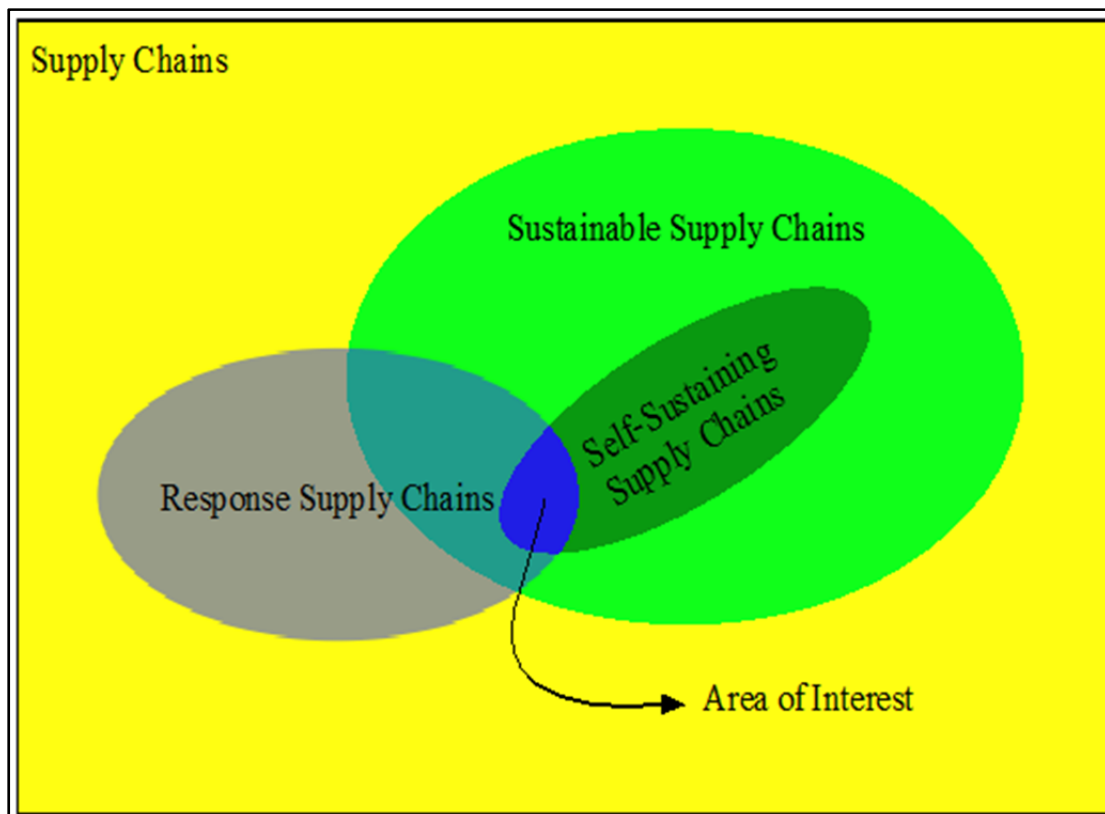 Supply Chains
Sustainable Supply Chains
Self-Sustaining
Supply Chains
Response Supply Chains
Area of Interest